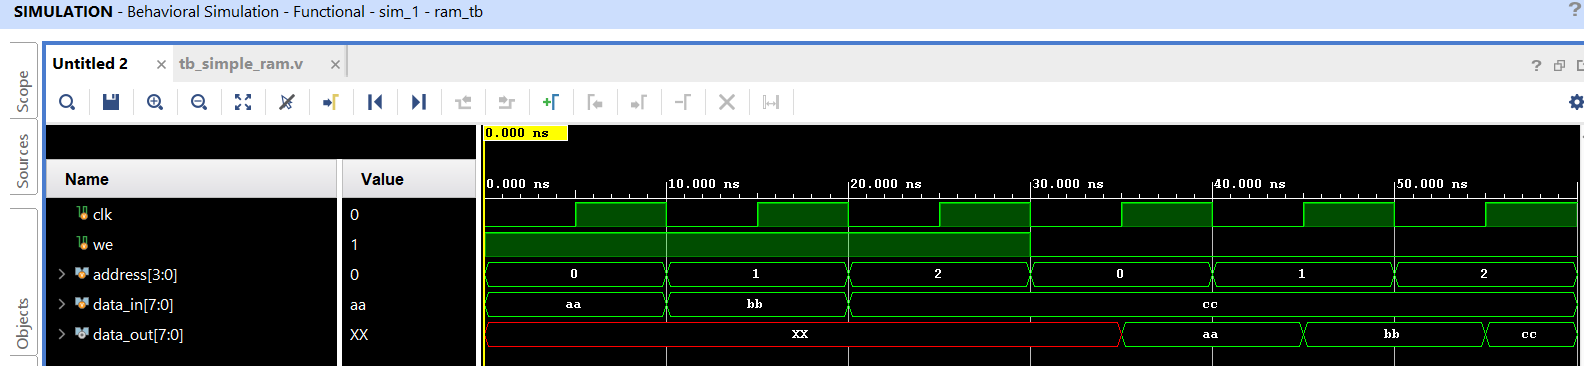 SIMULATION - Behavioral Simulation - Functional - sim_1 - ram_tb ?
Scope
Sources
Objects
Untitled 2 × tb_simple_ram.v × ?
0.000 ns
Name Value
0.000 ns 10.000 ns 20.000 ns 30.000 ns 40.000 ns 50.000 ns
clk 0
we 1
address[3:0] 0 0 1 2 0 1 2
data_in[7:0] aa aa bb cc
data_out[7:0] XX XX aa bb cc